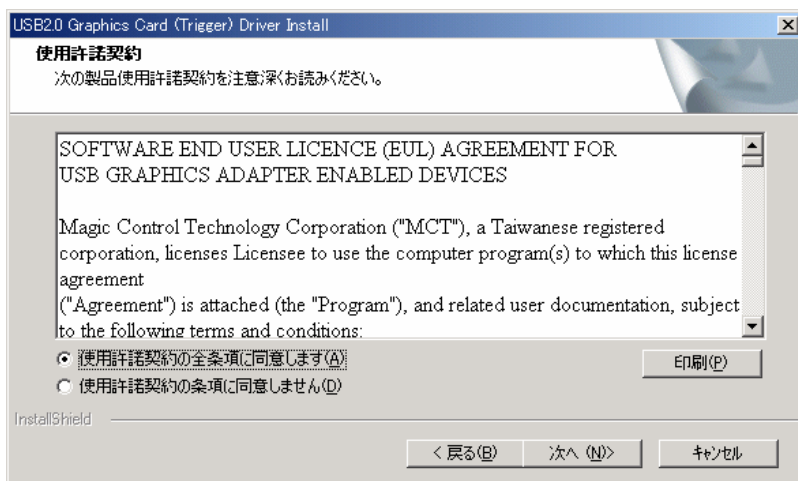 USB2.0 Graphics Card (Trigger) Driver Install
使用許諾契約
次の製品使用許諾契約を注意深くお読みください。
SOFTWARE END USER LICENCE (EUL) AGREEMENT FOR
USB GRAPHICS ADAPTER ENABLED DEVICES
Magic Control Technology Corporation ("MCT"), a Taiwanese registered
corporation, licenses Licensee to use the computer program(s) to which this license
agreement
("Agreement") is attached (the "Program"), and related user documentation, subject
to the following terms and conditions:
使用許諾契約の全条項に同意します(A)
印刷(P)
使用許諾契約の条項に同意しません(D)
InstallShield
< 戻る(B) 次へ (N)> キャンセル